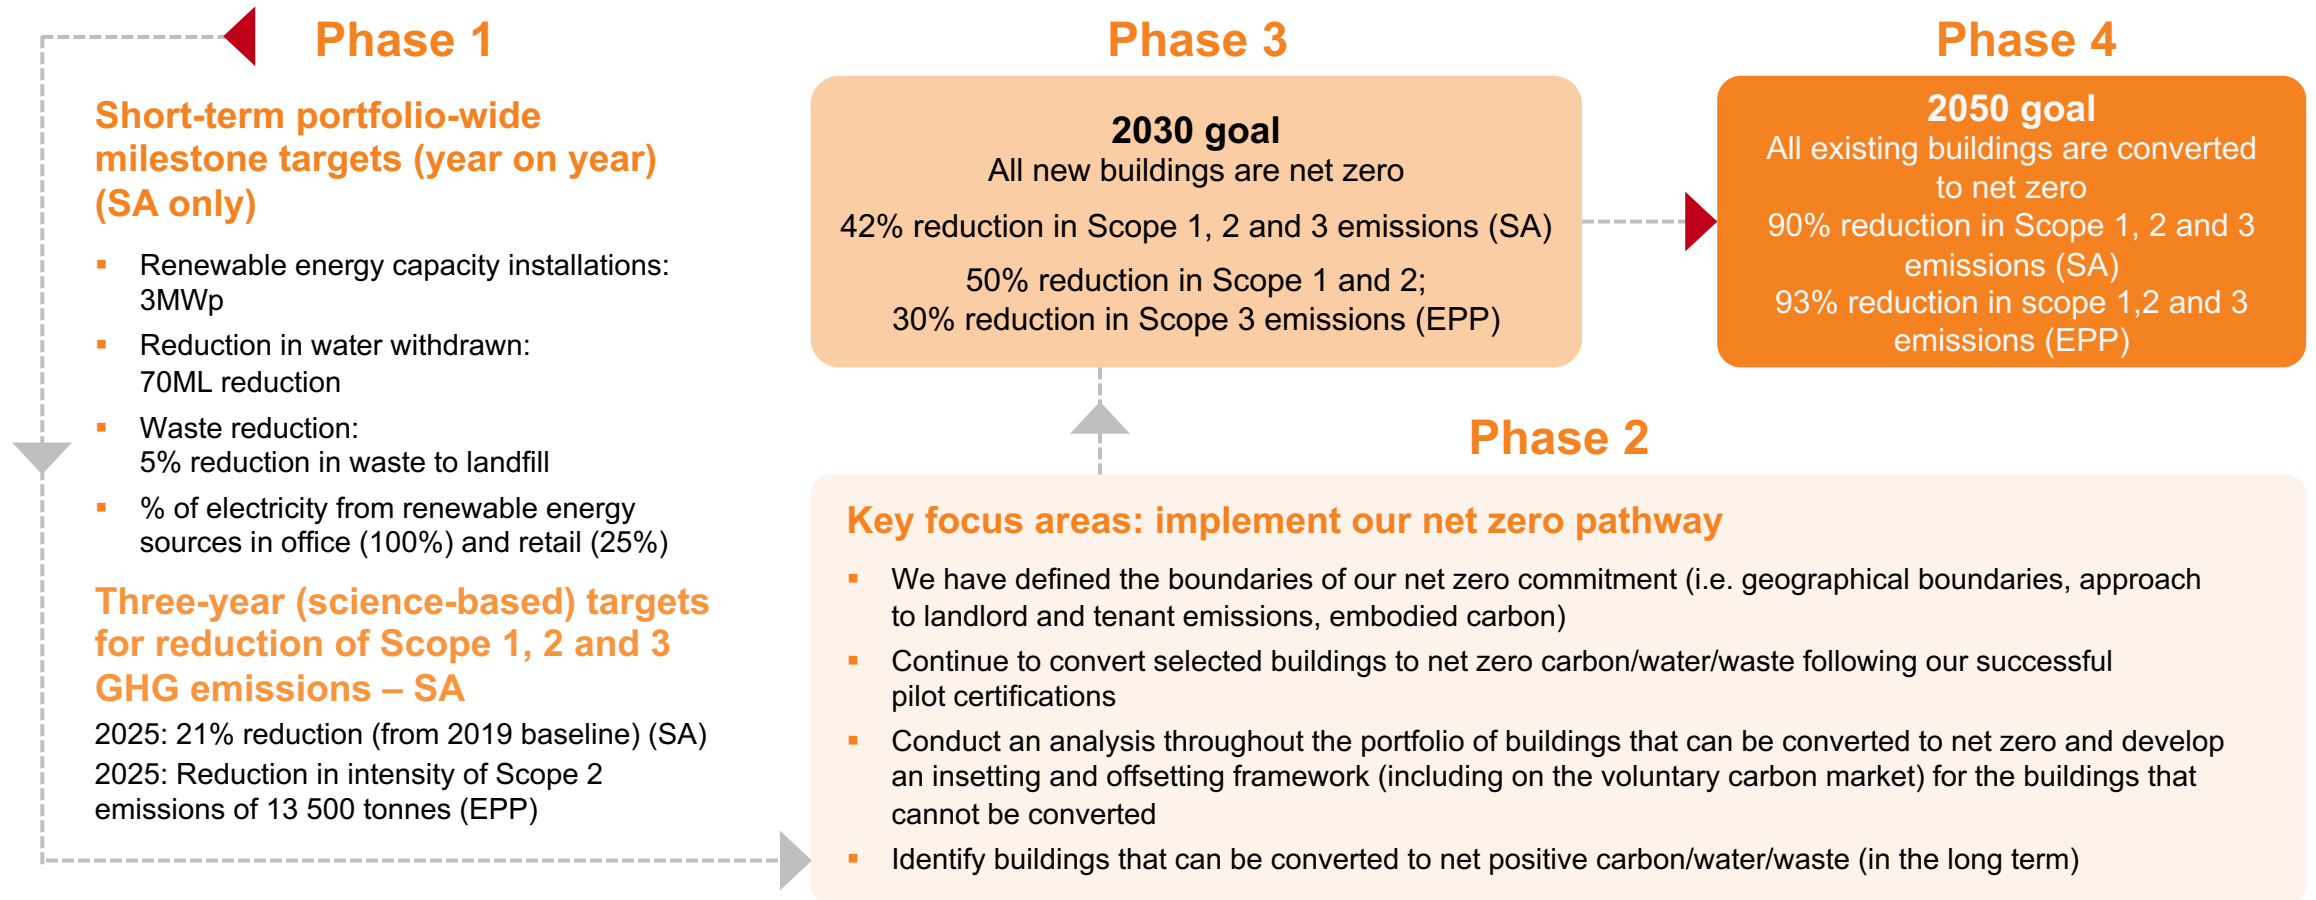 Phase 1
Short-term portfolio-wide
milestone targets (year on year)
(SA only)
▪ Renewable energy capacity installations:
3MWp
▪ Reduction in water withdrawn:
70ML reduction
▪ Waste reduction:
5% reduction in waste to landfill
▪ % of electricity from renewable energy
sources in office (100%) and retail (25%)
Three-year (science-based) targets
for reduction of Scope 1, 2 and 3
GHG emissions – SA
2025: 21% reduction (from 2019 baseline) (SA)
2025: Reduction in intensity of Scope 2
emissions of 13 500 tonnes (EPP)
Phase 2
Key focus areas: implement our net zero pathway
▪ We have defined the boundaries of our net zero commitment (i.e. geographical boundaries, approach
to landlord and tenant emissions, embodied carbon)
▪ Continue to convert selected buildings to net zero carbon/water/waste following our successful
pilot certifications
▪ Conduct an analysis throughout the portfolio of buildings that can be converted to net zero and develop
an insetting and offsetting framework (including on the voluntary carbon market) for the buildings that
cannot be converted
▪ Identify buildings that can be converted to net positive carbon/water/waste (in the long term)
Phase 3
2030 goal
All new buildings are net zero
42% reduction in Scope 1, 2 and 3 emissions (SA)
50% reduction in Scope 1 and 2;
30% reduction in Scope 3 emissions (EPP)
Phase 4
2050 goal
All existing buildings are converted
to net zero
90% reduction in Scope 1, 2 and 3
emissions (SA)
93% reduction in scope 1,2 and 3
emissions (EPP)